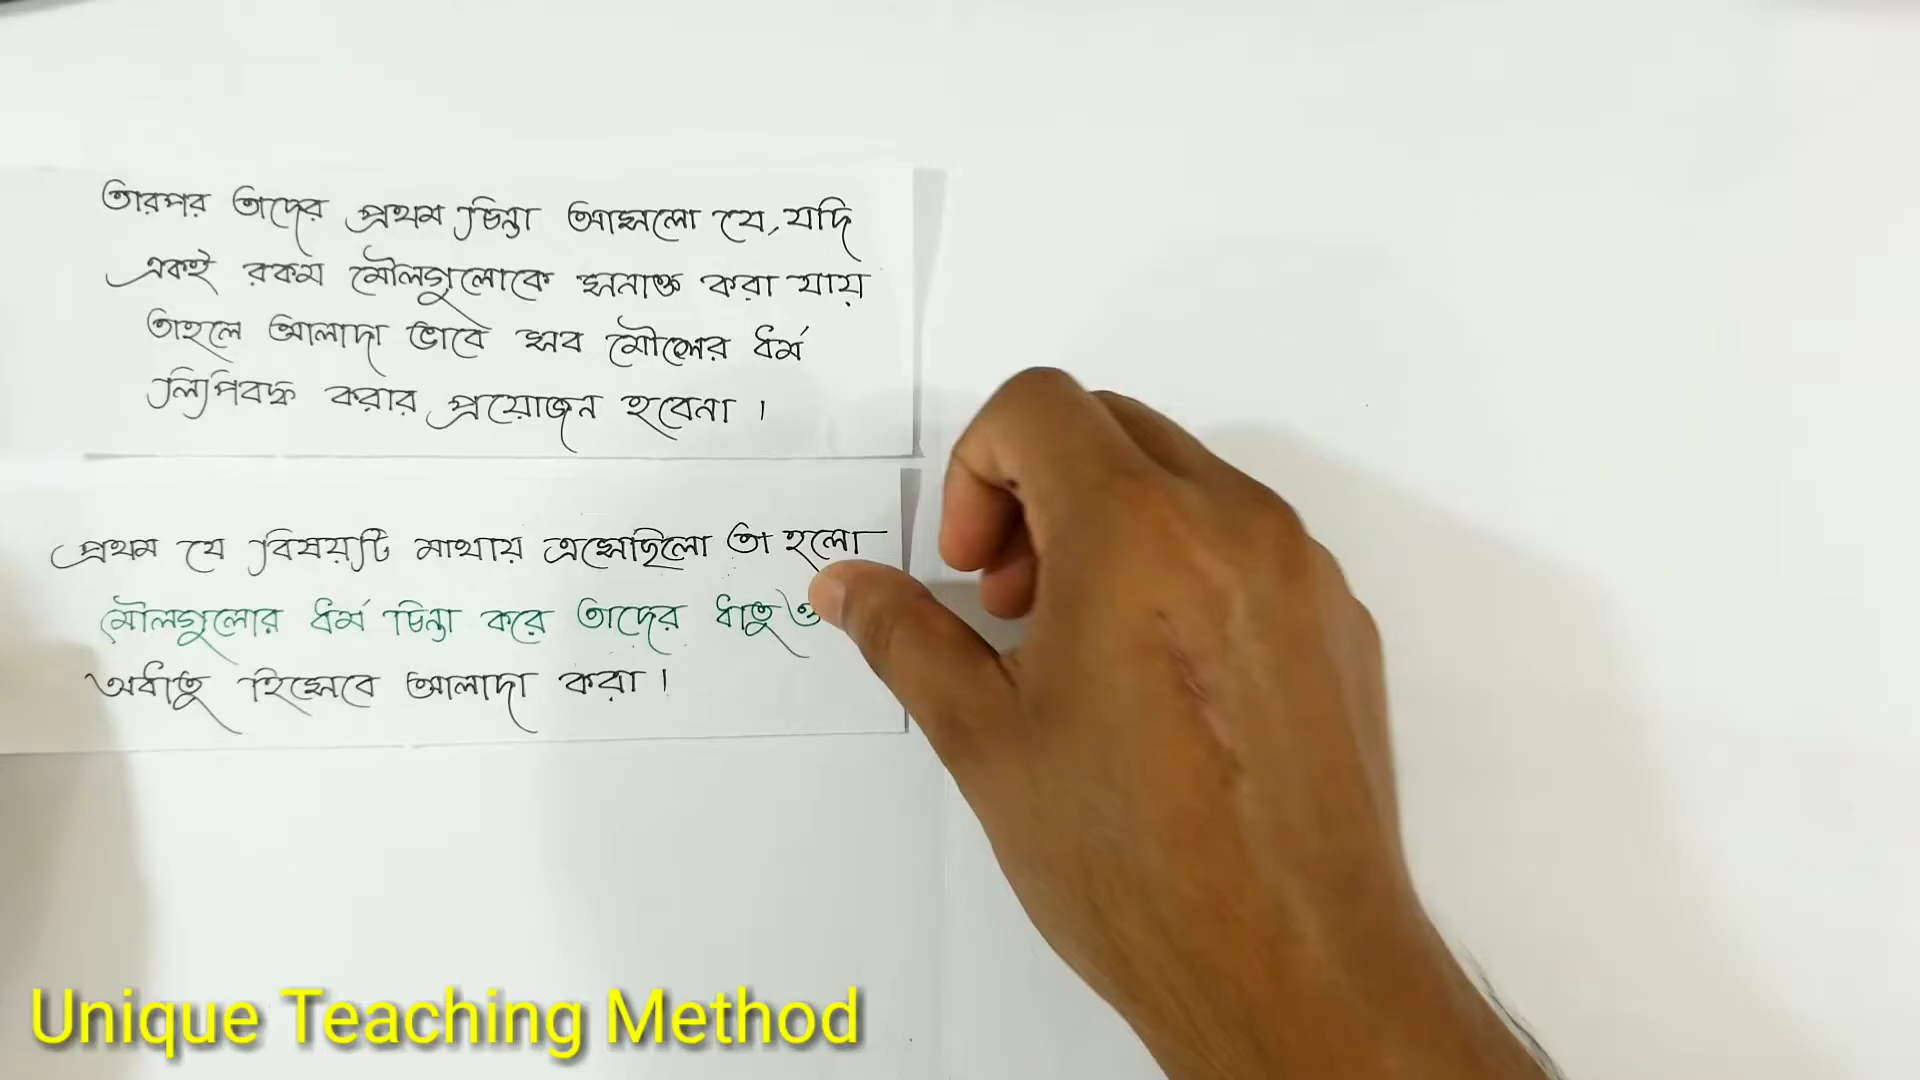 তারপর তাদের প্রথম চিন্তা আসলো যে, যদি
একই রকম মৌলগুলোকে সনাক্ত করা যায়
তাহলে আলাদা ভাবে সব মৌলের ধর্ম
লিপিবদ্ধ করার প্রয়োজন হবেনা ।
প্রথম যে বিষয়টি মাথায় এসেছিলো তা হলো
মৌলগুলোর ধর্ম চিন্তা করে তাদের ধাতু ও
অধাতু হিসেবে আলাদা করা ।
Unique Teaching Method